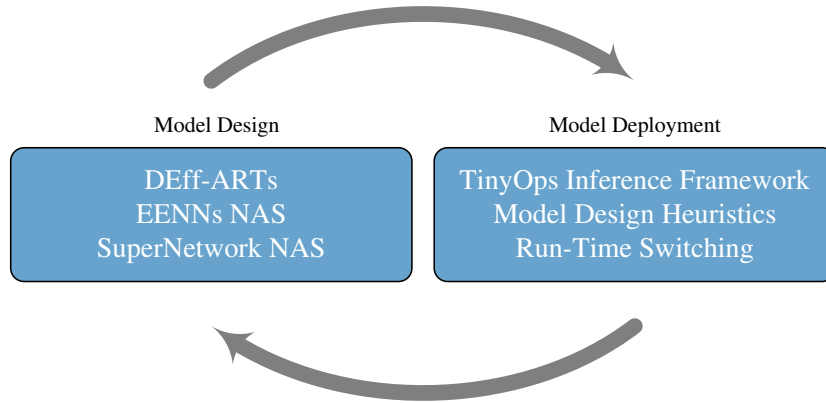 Model Design
DEff-ARTs
EENNs NAS
SuperNetwork NAS
Model Deployment
TinyOps Inference Framework
Model Design Heuristics
Run-Time Switching